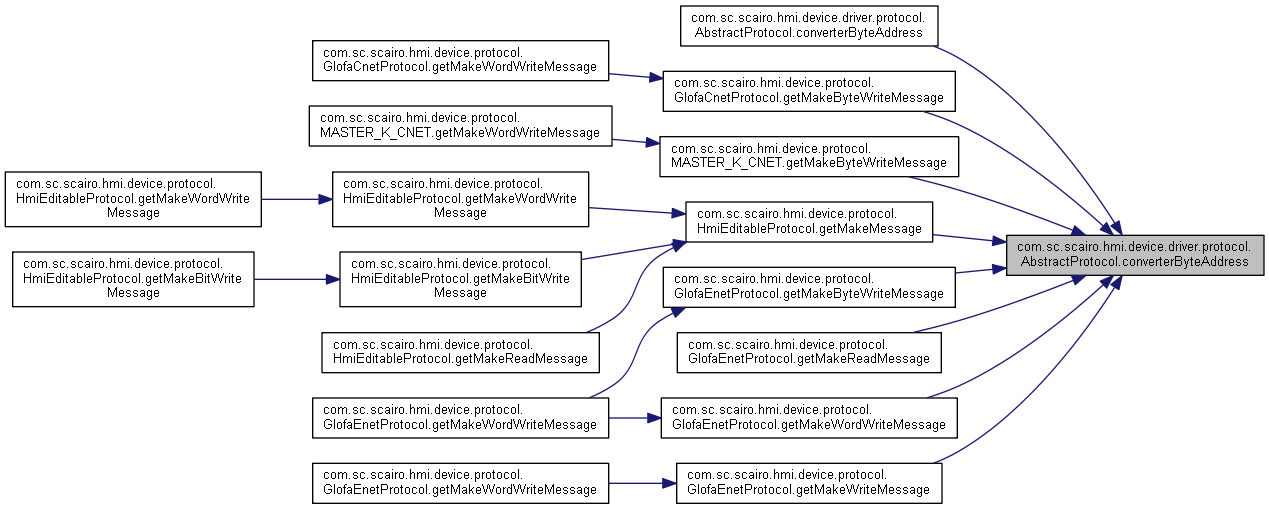 com.sc.scairo.hmi.device.driver.protocol.
AbstractProtocol.converterByteAddress
com.sc.scairo.hmi.device.protocol.
GlofaCnetProtocol.getMakeWordWriteMessage
com.sc.scairo.hmi.device.protocol.
GlofaCnetProtocol.getMakeByteWriteMessage
com.sc.scairo.hmi.device.protocol.
MASTER_K_CNET.getMakeWordWriteMessage
com.sc.scairo.hmi.device.protocol.
MASTER_K_CNET.getMakeByteWriteMessage
com.sc.scairo.hmi.device.protocol.
HmiEditableProtocol.getMakeWordWrite
Message
com.sc.scairo.hmi.device.protocol.
HmiEditableProtocol.getMakeWordWrite
Message
com.sc.scairo.hmi.device.protocol.
HmiEditableProtocol.getMakeMessage
com.sc.scairo.hmi.device.driver.protocol.
AbstractProtocol.converterByteAddress
com.sc.scairo.hmi.device.protocol.
HmiEditableProtocol.getMakeBitWrite
Message
com.sc.scairo.hmi.device.protocol.
HmiEditableProtocol.getMakeBitWrite
Message
com.sc.scairo.hmi.device.protocol.
GlofaEnetProtocol.getMakeByteWriteMessage
com.sc.scairo.hmi.device.protocol.
HmiEditableProtocol.getMakeReadMessage
com.sc.scairo.hmi.device.protocol.
GlofaEnetProtocol.getMakeReadMessage
com.sc.scairo.hmi.device.protocol.
GlofaEnetProtocol.getMakeWordWriteMessage
com.sc.scairo.hmi.device.protocol.
GlofaEnetProtocol.getMakeWordWriteMessage
com.sc.scairo.hmi.device.protocol.
GlofaEnetProtocol.getMakeWordWriteMessage
com.sc.scairo.hmi.device.protocol.
GlofaEnetProtocol.getMakeWriteMessage